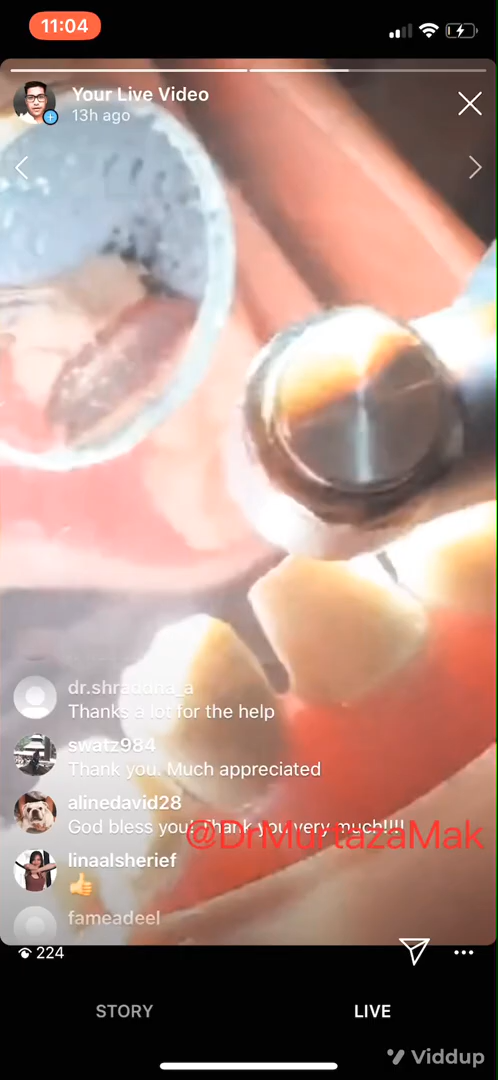 11:04
Your Live Video
13h ago
dr.shraddha_a
Thanks a lot for the help
swatz984
Thank you. Much appreciated
alinedavid28
God bless you! Thank you very much!!!!
@DrMurtazaMak
linaalsherief
👍
fameadeel
224
STORY
LIVE
Viddup